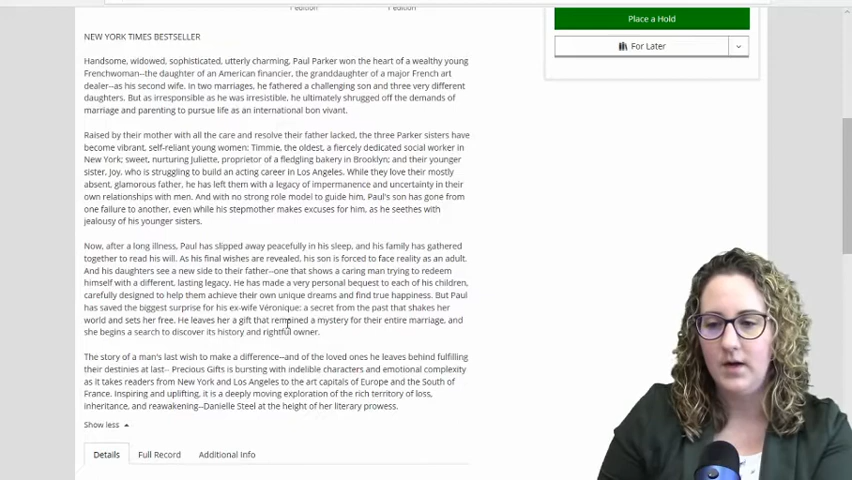 1 edition 1 edition
Place a Hold
NEW YORK TIMES BESTSELLER
For Later
Handsome, widowed, sophisticated, utterly charming, Paul Parker won the heart of a wealthy young
Frenchwoman--the daughter of an American financier, the granddaughter of a major French art
dealer--as his second wife. In two marriages, he fathered a challenging son and three very different
daughters. But as irresponsible as he was irresistible, he ultimately shrugged off the demands of
marriage and parenting to pursue life as an international bon vivant.
Raised by their mother with all the care and resolve their father lacked, the three Parker sisters have
become vibrant, self-reliant young women: Timmie, the oldest, a fiercely dedicated social worker in
New York; sweet, nurturing Juliette, proprietor of a fledgling bakery in Brooklyn; and their younger
sister, Joy, who is struggling to build an acting career in Los Angeles. While they love their mostly
absent, glamorous father, he has left them with a legacy of impermanence and uncertainty in their
own relationships with men. And with no strong role model to guide him, Paul's son has gone from
one failure to another, even while his stepmother makes excuses for him, as he seethes with
jealousy of his younger sisters.
Now, after a long illness, Paul has slipped away peacefully in his sleep, and his family has gathered
together to read his will. As his final wishes are revealed, his son is forced to face reality as an adult.
And his daughters see a new side to their father--one that shows a caring man trying to redeem
himself with a different, lasting legacy. He has made a very personal bequest to each of his children,
carefully designed to help them achieve their own unique dreams and find true happiness. But Paul
has saved the biggest surprise for his ex-wife Véronique: a secret from the past that shakes her
world and sets her free. He leaves her a gift that remained a mystery for their entire marriage, and
she begins a search to discover its history and rightful owner.
The story of a man's last wish to make a difference--and of the loved ones he leaves behind fulfilling
their destinies at last-- Precious Gifts is bursting with indelible characters and emotional complexity
as it takes readers from New York and Los Angeles to the art capitals of Europe and the South of
France. Inspiring and uplifting, it is a deeply moving exploration of the rich territory of loss,
inheritance, and reawakening--Danielle Steel at the height of her literary prowess.
Show less
Details Full Record Additional Info